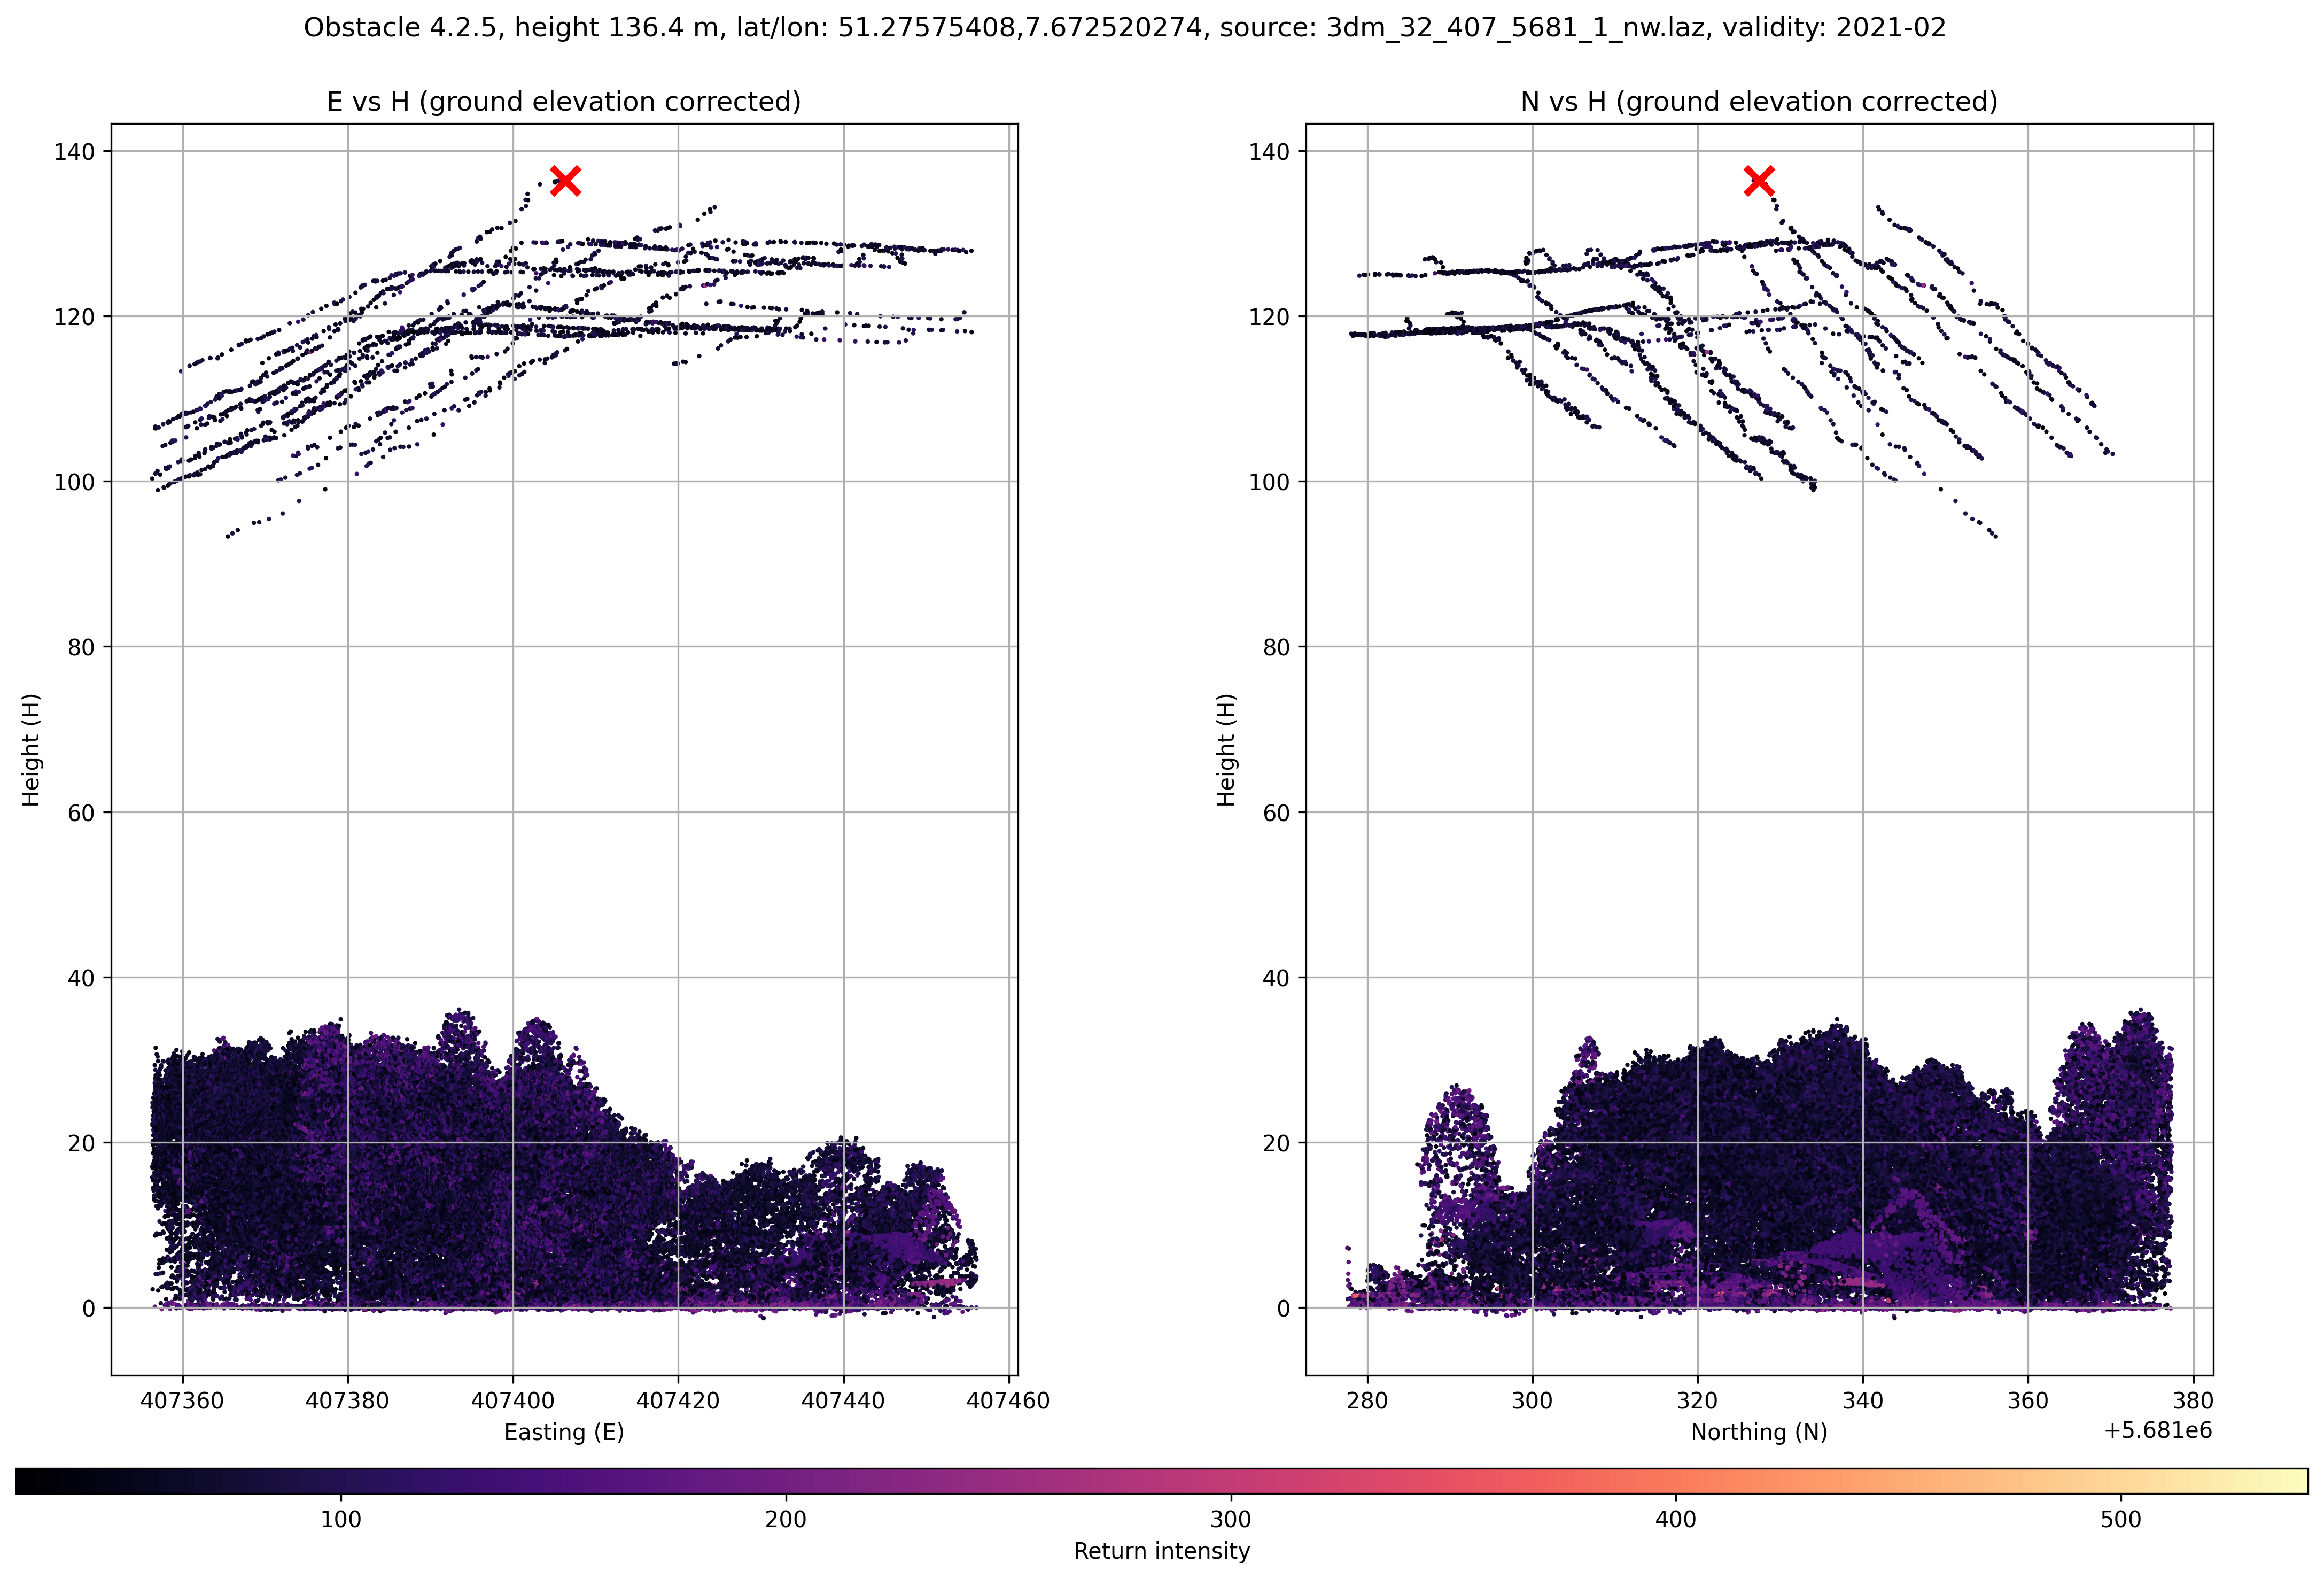 Obstacle 4.2.5, height 136.4 m, lat/lon: 51.27575408,7.672520274, source: 3dm_32_407_5681_1_nw.laz, validity: 2021-02
E vs H (ground elevation corrected)
140
120
100
80
60
40
20
0
Height (H)
407360 407380 407400 407420 407440 407460
Easting (E)
N vs H (ground elevation corrected)
140
120
100
80
60
40
20
0
Height (H)
280 300 320 340 360 380
Northing (N)
+5.681e6
100 200 300 400 500
Return intensity